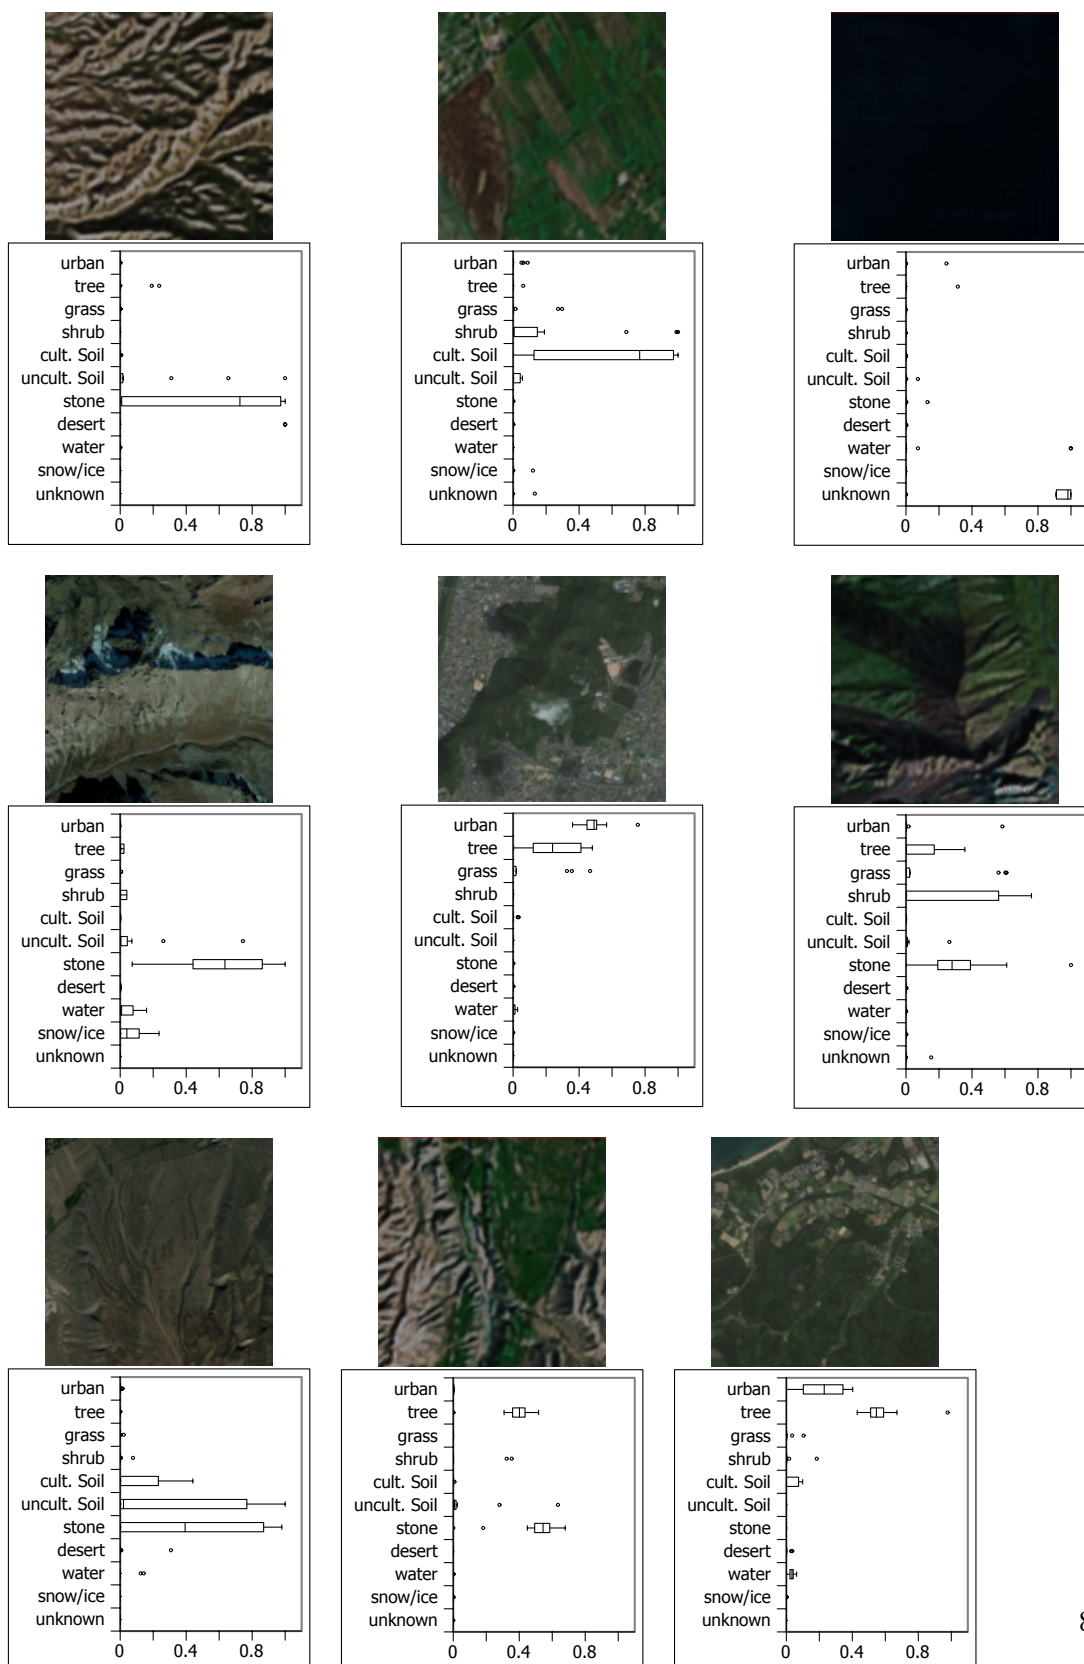 urban
tree
grass
shrub
cult. Soil
uncult. Soil
stone
desert
water
snow/ice
unknown
0 0.4 0.8
urban
tree
grass
shrub
cult. Soil
uncult. Soil
stone
desert
water
snow/ice
unknown
0 0.4 0.8
urban
tree
grass
shrub
cult. Soil
uncult. Soil
stone
desert
water
snow/ice
unknown
0 0.4 0.8
urban
tree
grass
shrub
cult. Soil
uncult. Soil
stone
desert
water
snow/ice
unknown
0 0.4 0.8
urban
tree
grass
shrub
cult. Soil
uncult. Soil
stone
desert
water
snow/ice
unknown
0 0.4 0.8
urban
tree
grass
shrub
cult. Soil
uncult. Soil
stone
desert
water
snow/ice
unknown
0 0.4 0.8
urban
tree
grass
shrub
cult. Soil
uncult. Soil
stone
desert
water
snow/ice
unknown
0 0.4 0.8
urban
tree
grass
shrub
cult. Soil
uncult. Soil
stone
desert
water
snow/ice
unknown
0 0.4 0.8
urban
tree
grass
shrub
cult. Soil
uncult. Soil
stone
desert
water
snow/ice
unknown
0 0.4 0.8